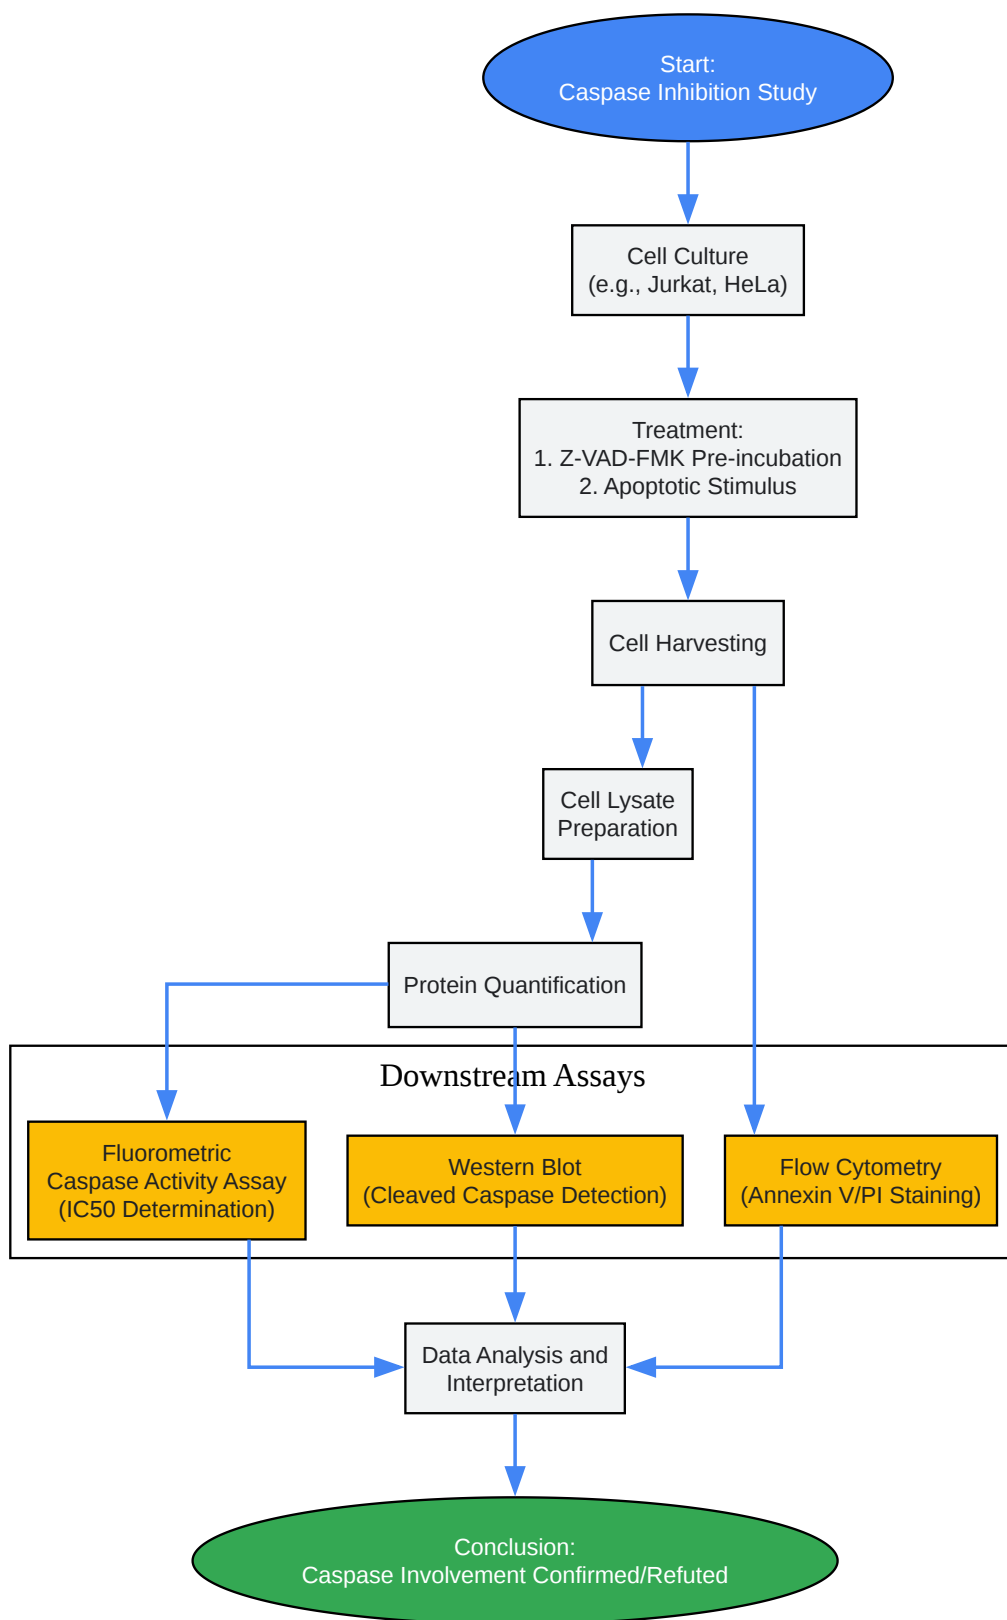 Start:
Caspase Inhibition Study
Cell Culture
(e.g., Jurkat, HeLa)
Treatment:
1. Z-VAD-FMK Pre-incubation
2. Apoptotic Stimulus
Cell Harvesting
Cell Lysate
Preparation
Protein Quantification
Downstream Assays
Fluorometric
Caspase Activity Assay
(IC50 Determination)
Western Blot
(Cleaved Caspase Detection)
Flow Cytometry
(Annexin V/PI Staining)
Data Analysis and
Interpretation
Conclusion:
Caspase Involvement Confirmed/Refuted